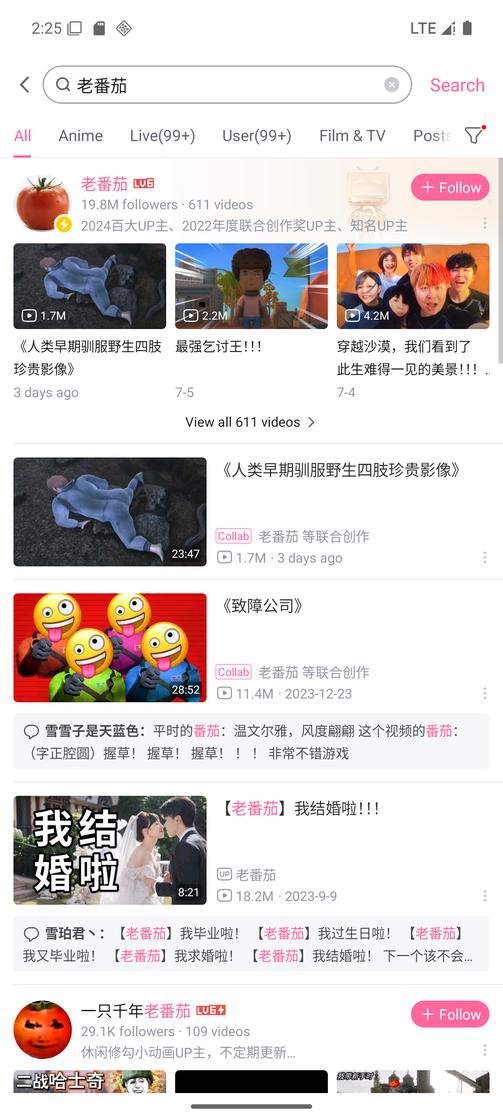 2:25
LTE
老番茄
Search
All
Anime
Live(99+)
User(99+)
Film & TV
Posts
老番茄 LV6
+ Follow
19.8M followers · 611 videos
2024百大UP主、2022年度联合创作奖UP主、知名UP主
1.7M
2.2M
4.2M
《人类早期驯服野生四肢
珍贵影像》
3 days ago
最强乞讨王！！！
7-5
穿越沙漠，我们看到了
此生难得一见的美景！！！..
7-4
View all 611 videos
23:47
《人类早期驯服野生四肢珍贵影像》
Collab 老番茄 等联合创作
1.7M · 3 days ago
28:52
《致障公司》
Collab 老番茄 等联合创作
11.4M · 2023-12-23
雪雪子是天蓝色：平时的番茄：温文尔雅，风度翩翩 这个视频的番茄：
（字正腔圆）握草！ 握草！ 握草！ ！ ！ 非常不错游戏
我结
婚啦
8:21
【老番茄】我结婚啦！！！
UP 老番茄
18.2M · 2023-9-9
雪珀君丶：【老番茄】我毕业啦！ 【老番茄】我过生日啦！ 【老番茄】
我又毕业啦！ 【老番茄】我求婚啦！ 【老番茄】我结婚啦！ 下一个该不会...
一只千年老番茄 LV6
+ Follow
29.1K followers · 109 videos
休闲修勾小动画UP主，不定期更新...
二战哈士奇